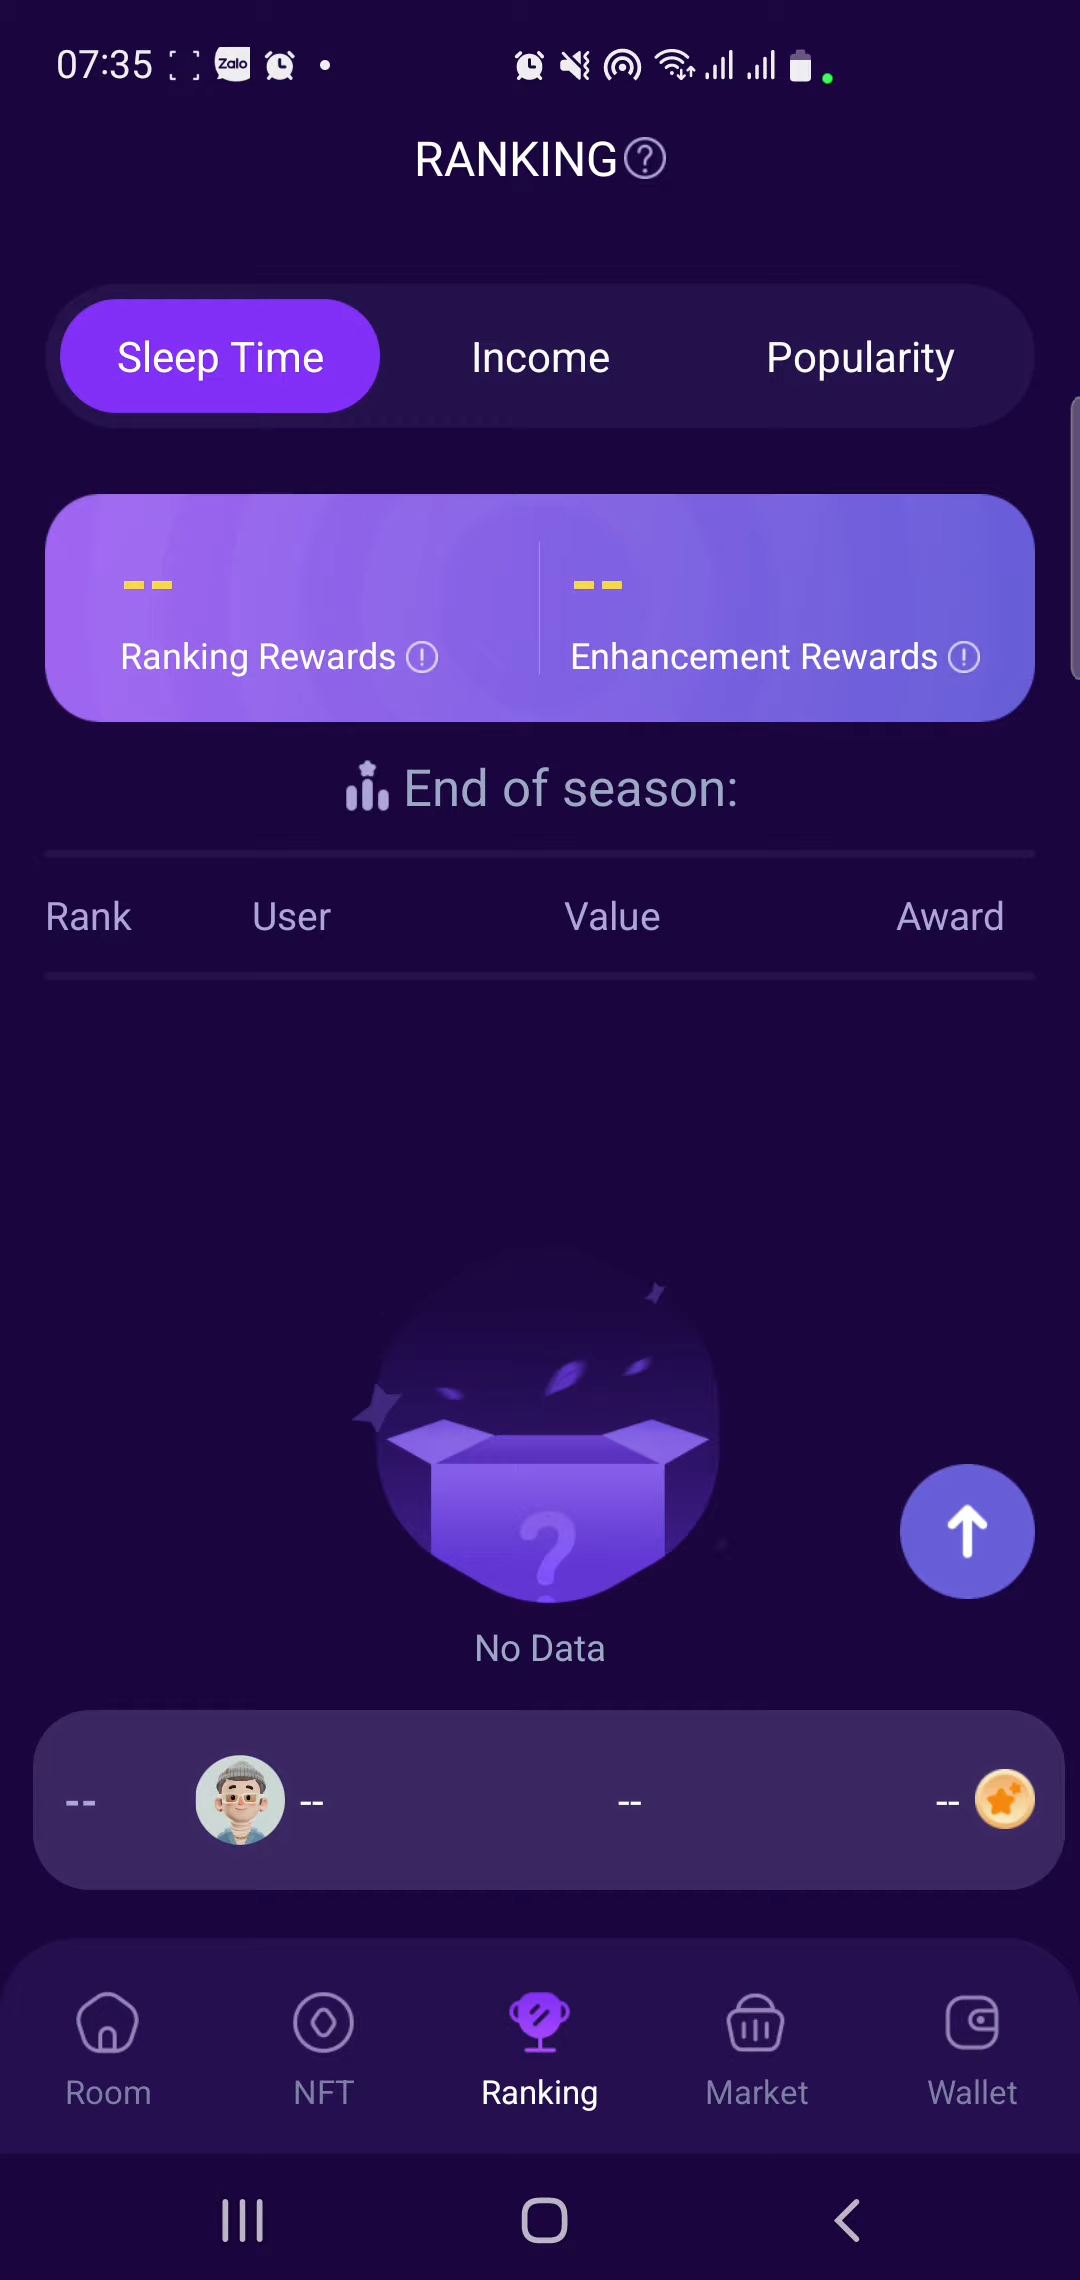 07:35 Zalo
RANKING ?
Sleep Time Income Popularity
-- --
Ranking Rewards ! Enhancement Rewards !
End of season:
Rank User Value Award
?
No Data
-- -- -- --
Room NFT Ranking Market Wallet